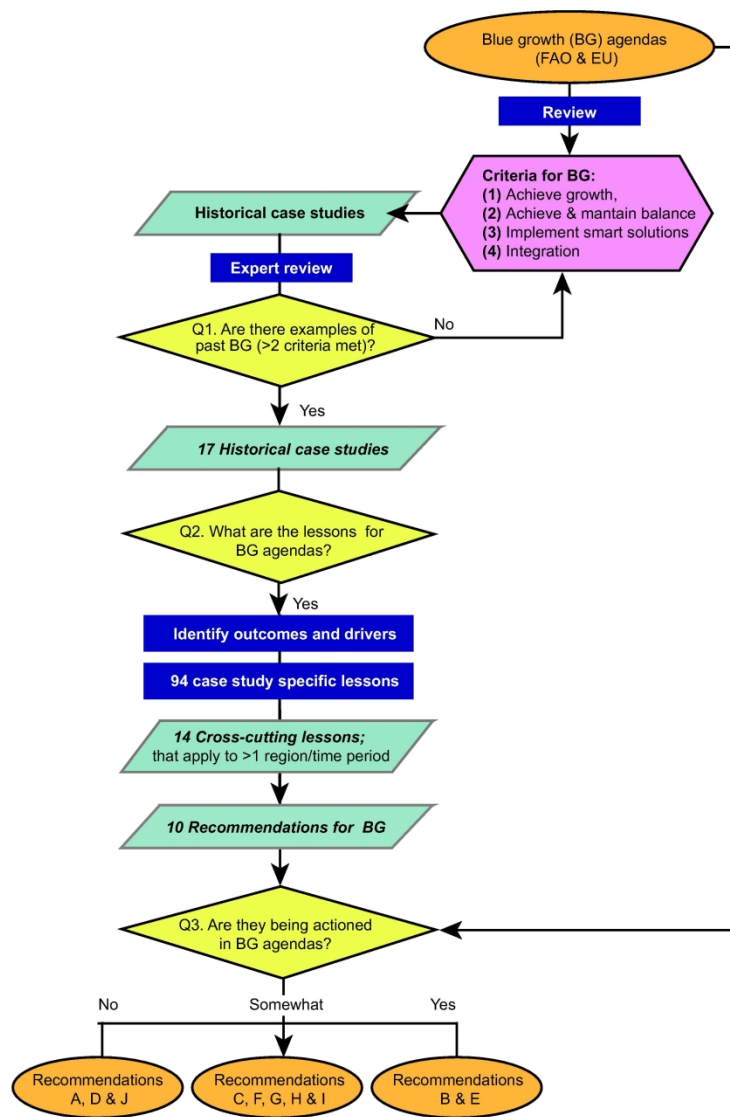 Blue growth (BG) agendas
(FAO & EU)
Review
Criteria for BG:
(1) Achieve growth,
(2) Achieve & mantain balance
(3) Implement smart solutions
(4) Integration
Historical case studies
Expert review
Q1. Are there examples of
past BG (>2 criteria met)?
No
Yes
17 Historical case studies
Q2. What are the lessons for
BG agendas?
Yes
Identify outcomes and drivers
94 case study specific lessons
14 Cross-cutting lessons;
that apply to >1 region/time period
10 Recommendations for BG
Q3. Are they being actioned
in BG agendas?
No
Somewhat
Yes
Recommendations
A, D & J
Recommendations
C, F, G, H & I
Recommendations
B & E